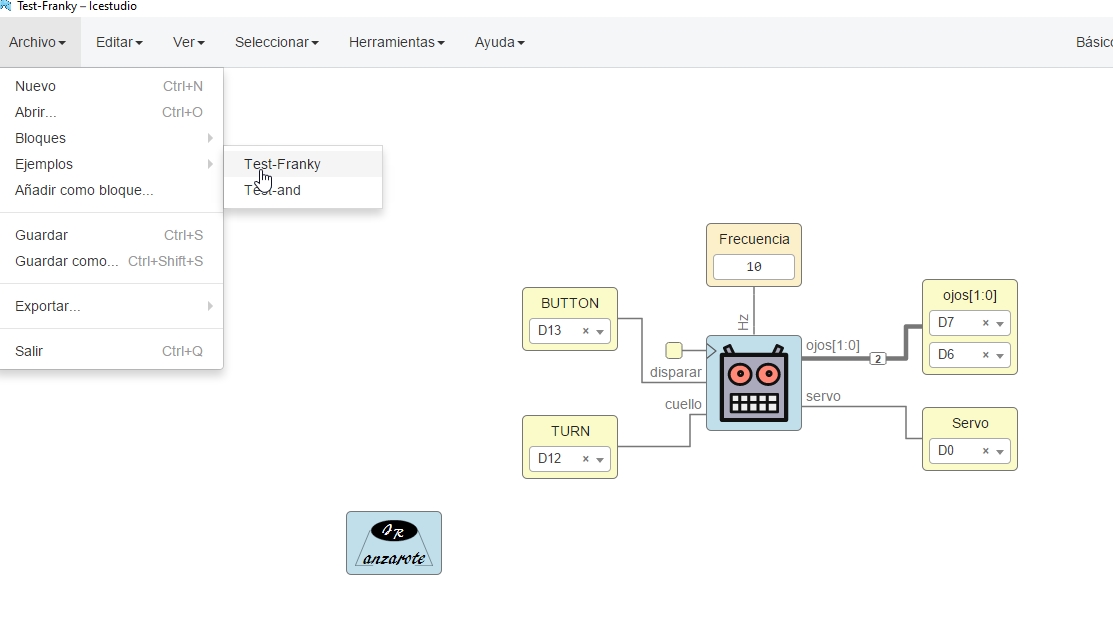 Test-Franky – Icestudio
Archivo Editar Ver Seleccionar Herramientas Ayuda
Nuevo Ctrl+N
Abrir... Ctrl+O
Bloques
Ejemplos
Añadir como bloque...
Guardar Ctrl+S
Guardar como... Ctrl+Shift+S
Exportar...
Salir Ctrl+Q
Test-Franky
Test-and
Frecuencia
10
Hz
BUTTON
D13 ×
disparar
cuello
TURN
D12 ×
ojos[1:0]
2
servo
ojos[1:0]
D7 ×
D6 ×
Servo
D0 ×
JR
anzarote